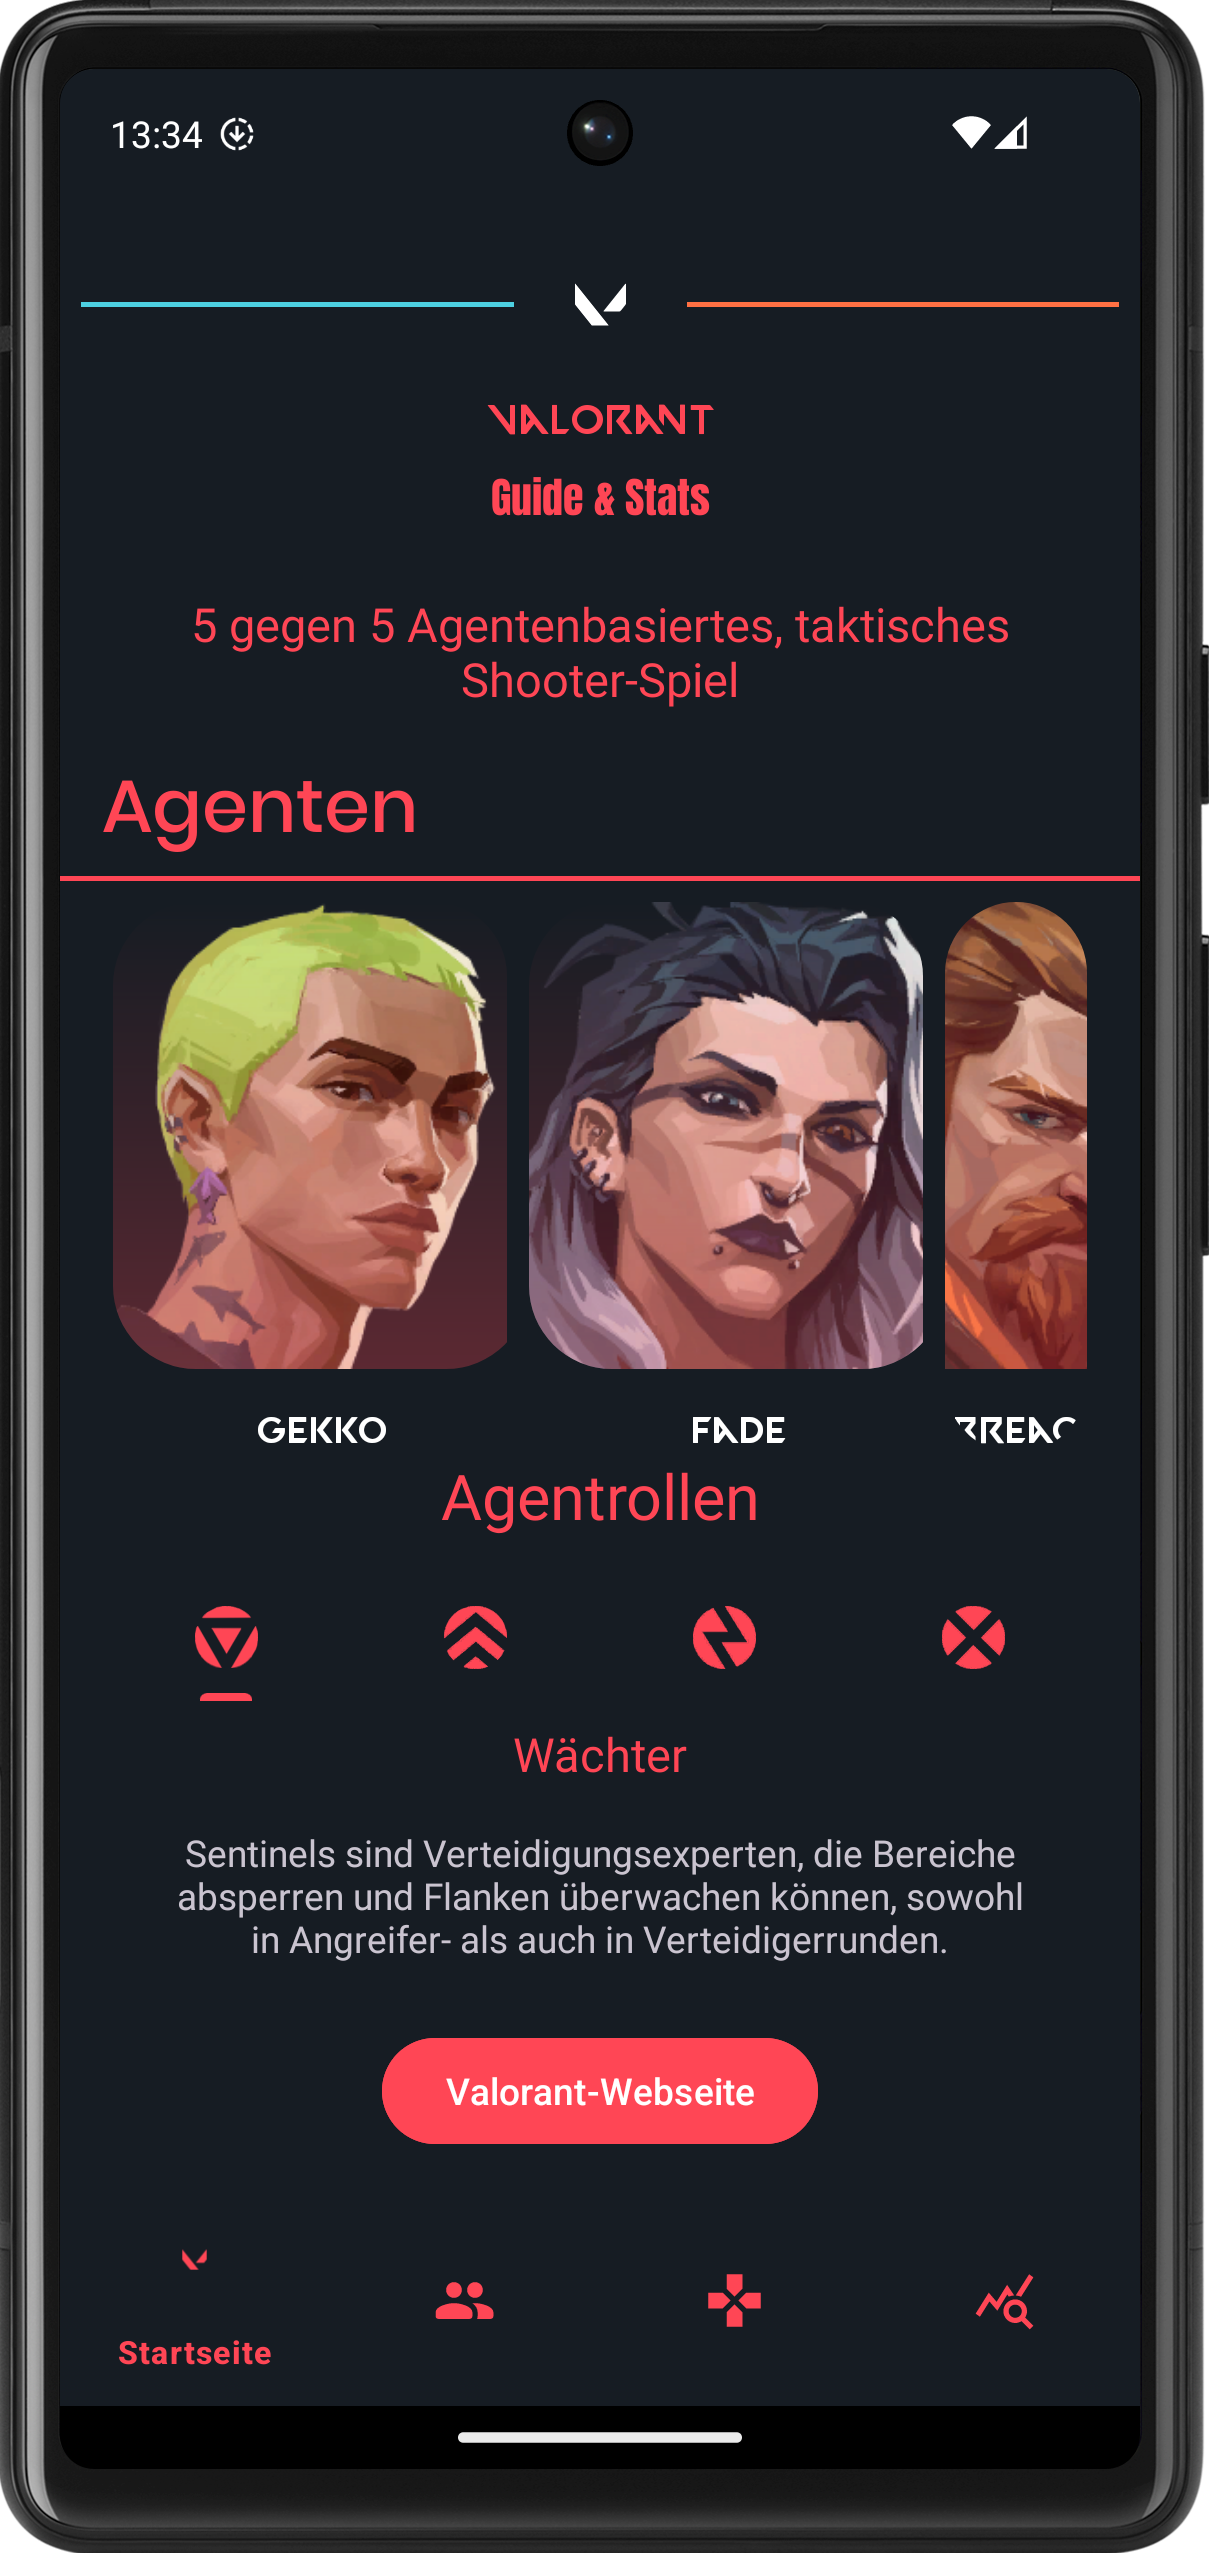 13:34
VALORANT
Guide & Stats
5 gegen 5 Agentenbasiertes, taktisches
Shooter-Spiel
Agenten
GEKKO
FADE
BREAC
Agentrollen
Wächter
Sentinels sind Verteidigungsexperten, die Bereiche
absperren und Flanken überwachen können, sowohl
in Angreifer- als auch in Verteidigerrunden.
Valorant-Webseite
Startseite